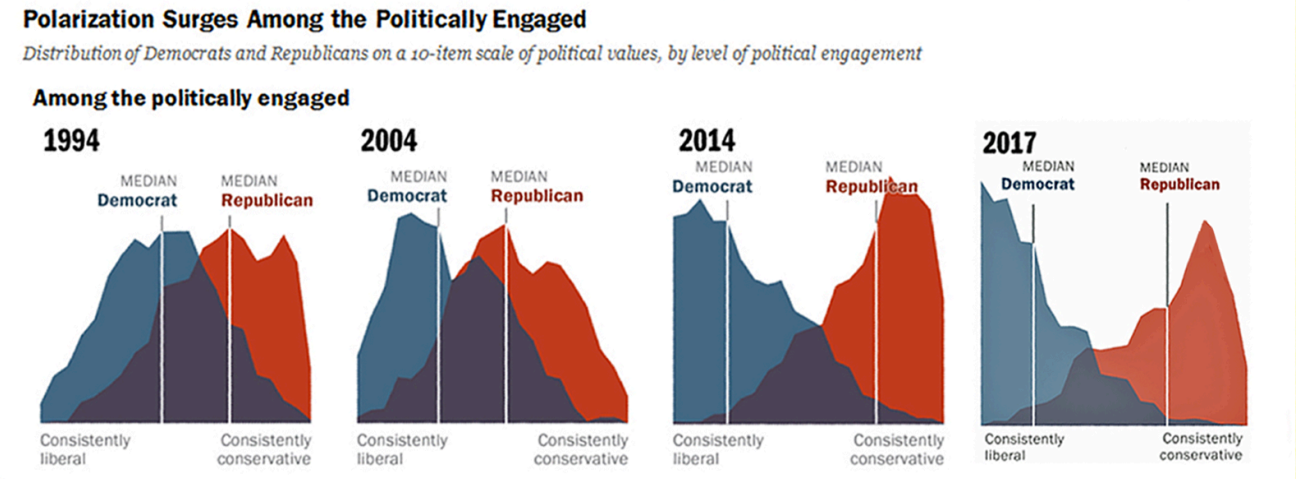 Polarization Surges Among the Politically Engaged
Distribution of Democrats and Republicans on a 10-item scale of political values, by level of political engagement
Among the politically engaged
1994
MEDIAN
Democrat
MEDIAN
Republican
Consistently
liberal
Consistently
conservative
2004
MEDIAN
Democrat
MEDIAN
Republican
Consistently
liberal
Consistently
conservative
2014
MEDIAN
Democrat
MEDIAN
Republican
Consistently
liberal
Consistently
conservative
2017
MEDIAN
Democrat
MEDIAN
Republican
Consistently
liberal
Consistently
conservative